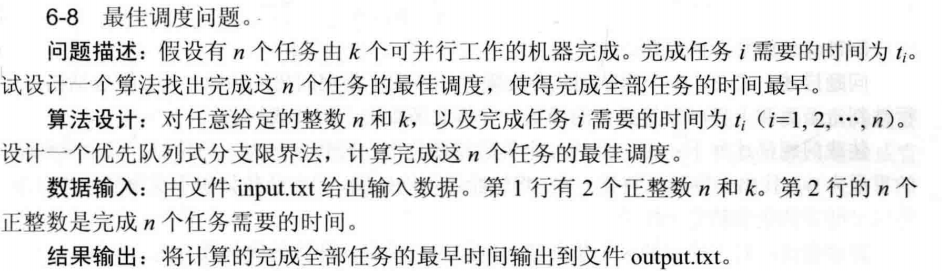 6-8 最佳调度问题。
问题描述：假设有 n 个任务由 k 个可并行工作的机器完成。完成任务 i 需要的时间为 tᵢ。
试设计一个算法找出完成这 n 个任务的最佳调度，使得完成全部任务的时间最早。
算法设计：对任意给定的整数 n 和 k，以及完成任务 i 需要的时间为 tᵢ（i=1, 2, ⋯, n）。
设计一个优先队列式分支限界法，计算完成这 n 个任务的最佳调度。
数据输入：由文件 input.txt 给出输入数据。第 1 行有 2 个正整数 n 和 k。第 2 行的 n 个
正整数是完成 n 个任务需要的时间。
结果输出：将计算的完成全部任务的最早时间输出到文件 output.txt。